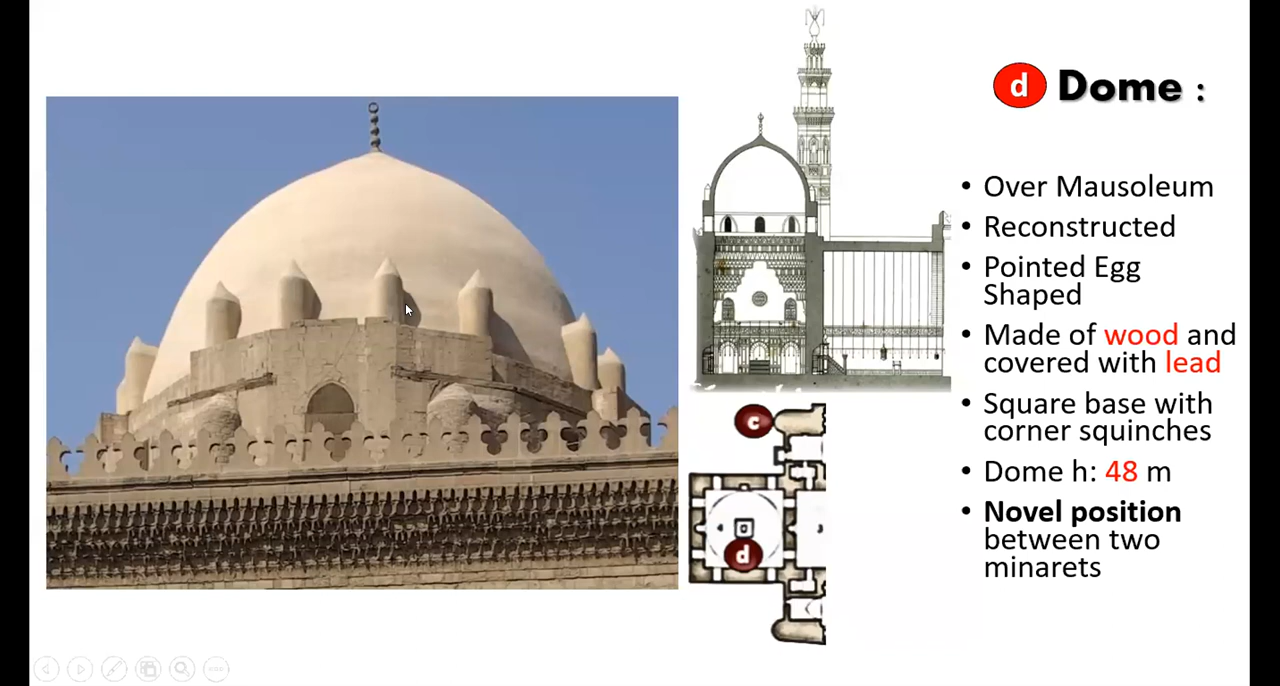 d Dome :
• Over Mausoleum
• Reconstructed
• Pointed Egg
Shaped
• Made of wood and
covered with lead
• Square base with
corner squinches
• Dome h: 48 m
• Novel position
between two
minarets
c
d